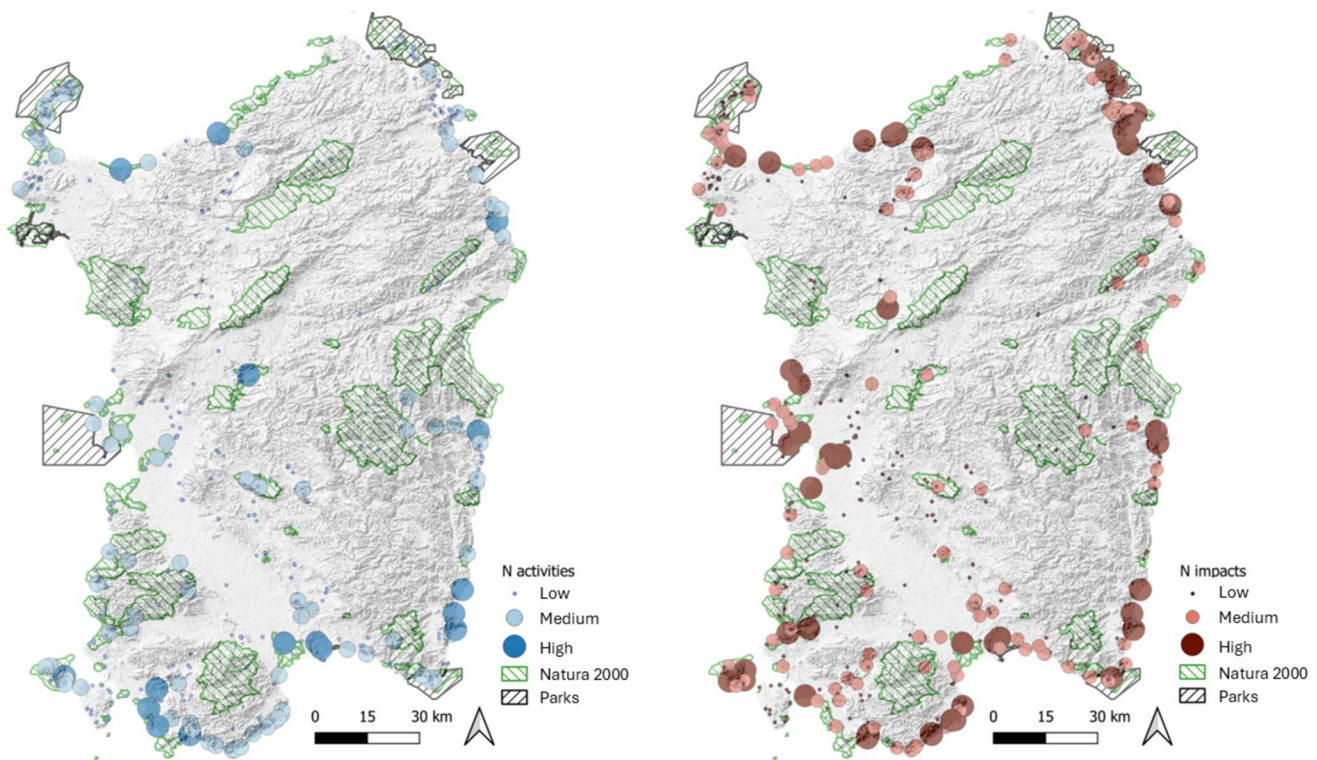 N activities
Low
Medium
High
Natura 2000
Parks
0 15 30 km
N impacts
Low
Medium
High
Natura 2000
Parks
0 15 30 km